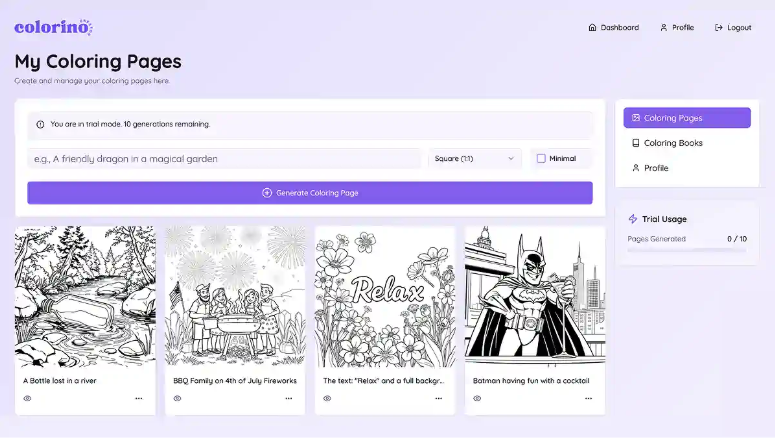 colorino
Dashboard
Profile
Logout
My Coloring Pages
Create and manage your coloring pages here.
You are in trial mode. 10 generations remaining.
e.g., A friendly dragon in a magical garden
Square (1:1)
Minimal
Generate Coloring Page
Coloring Pages
Coloring Books
Profile
Trial Usage
Pages Generated
0 / 10
Relax
A Bottle lost in a river
BBQ Family on 4th of July Fireworks
The text: "Relax" and a full backgr...
Batman having fun with a cocktail